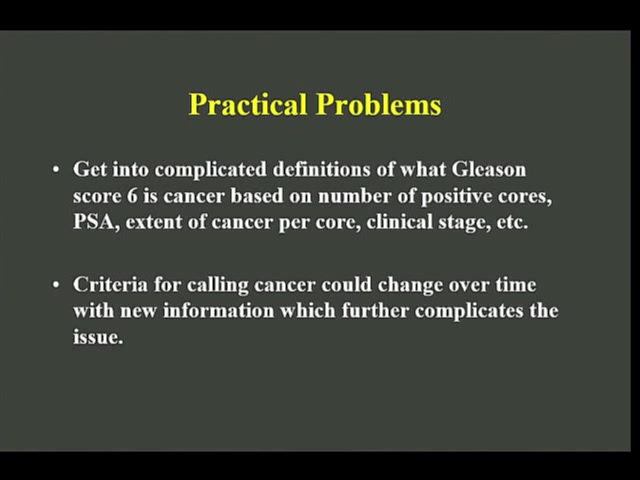 Practical Problems
• Get into complicated definitions of what Gleason
score 6 is cancer based on number of positive cores,
PSA, extent of cancer per core, clinical stage, etc.
• Criteria for calling cancer could change over time
with new information which further complicates the
issue.